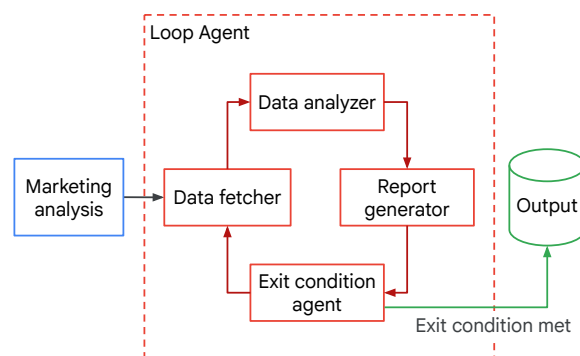 Loop Agent
Data analyzer
Marketing
analysis
Data fetcher
Report
generator
Output
Exit condition
agent
Exit condition met